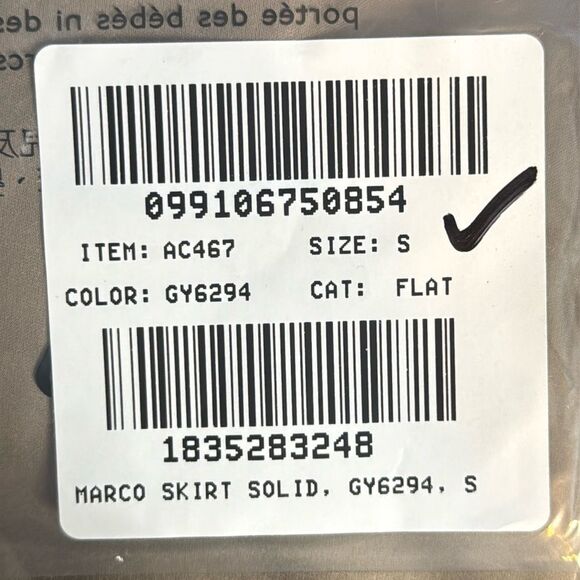 portée des bébés ni des
099106750854
ITEM: AC467 SIZE: S
COLOR: GY6294 CAT: FLAT
1835283248
MARCO SKIRT SOLID, GY6294, S